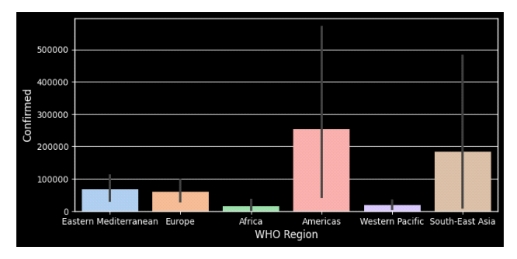 500000
400000
300000
200000
100000
0
Confirmed
Eastern Mediterranean Europe Africa Americas Western Pacific South-East Asia
WHO Region